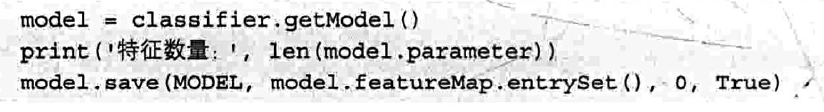 model = classifier.getModel()
print('特征数量:', len(model.parameter))
model.save(MODEL, model.featureMap.entrySet(), 0, True)